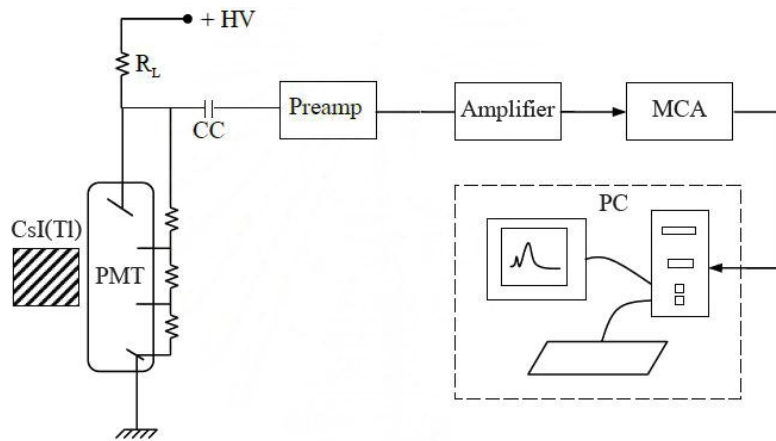 + HV
R_L
CC
Preamp
Amplifier
MCA
CsI(Tl)
PMT
PC